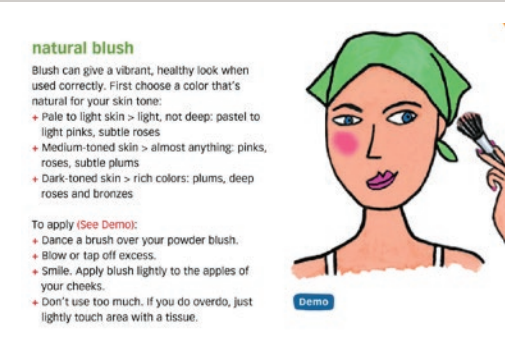 natural blush
Blush can give a vibrant, healthy look when
used correctly. First choose a color that's
natural for your skin tone:
+ Pale to light skin > light, not deep: pastel to
light pinks, subtle roses
+ Medium-toned skin > almost anything: pinks,
roses, subtle plums
+ Dark-toned skin > rich colors: plums, deep
roses and bronzes
To apply (See Demo):
+ Dance a brush over your powder blush.
+ Blow or tap off excess.
+ Smile. Apply blush lightly to the apples of
your cheeks.
+ Don't use too much. If you do overdo, just
lightly touch area with a tissue.
Demo